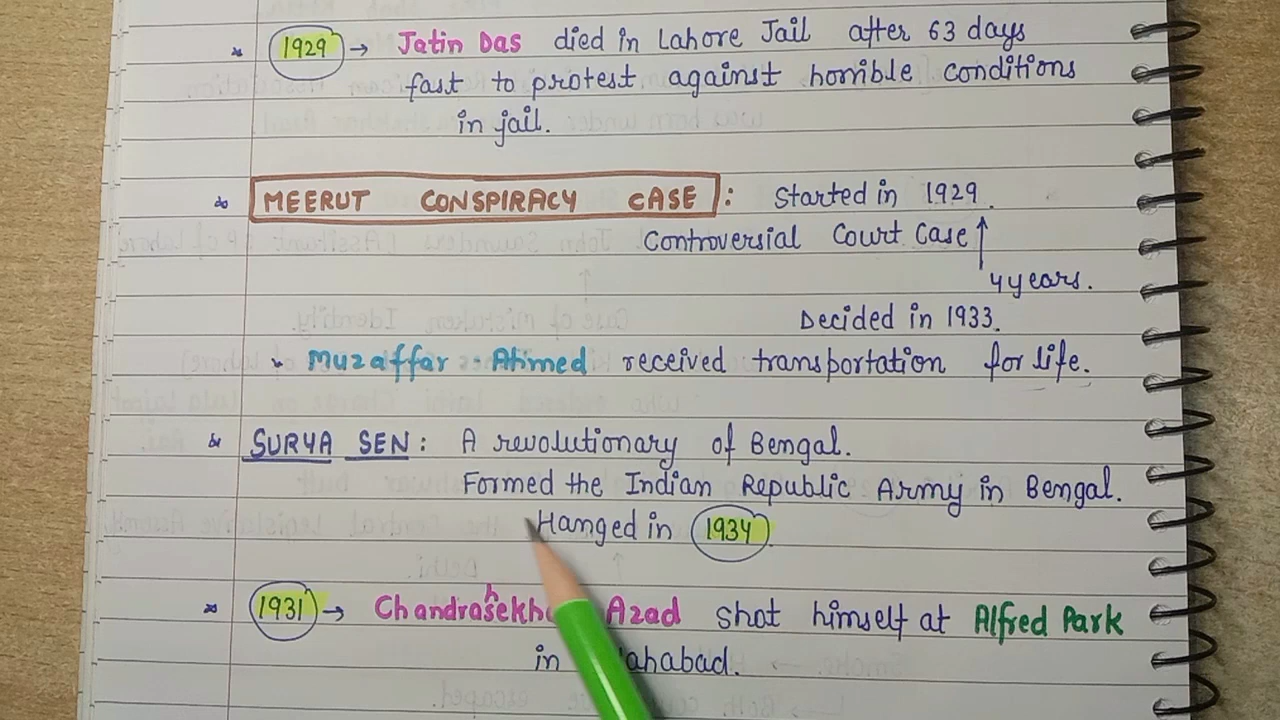 1929 → Jatin Das died in Lahore Jail after 63 days
fast to protest against horrible conditions
in jail.
MEERUT CONSPIRACY CASE : Started in 1929.
Controversial Court Case
4 years.
Decided in 1933.
Muzaffar Ahmed received transportation for life.
SURYA SEN : A revolutionary of Bengal.
Formed the Indian Republic Army in Bengal.
Hanged in 1934.
1931 → Azad shot himself at Alfred Park
in